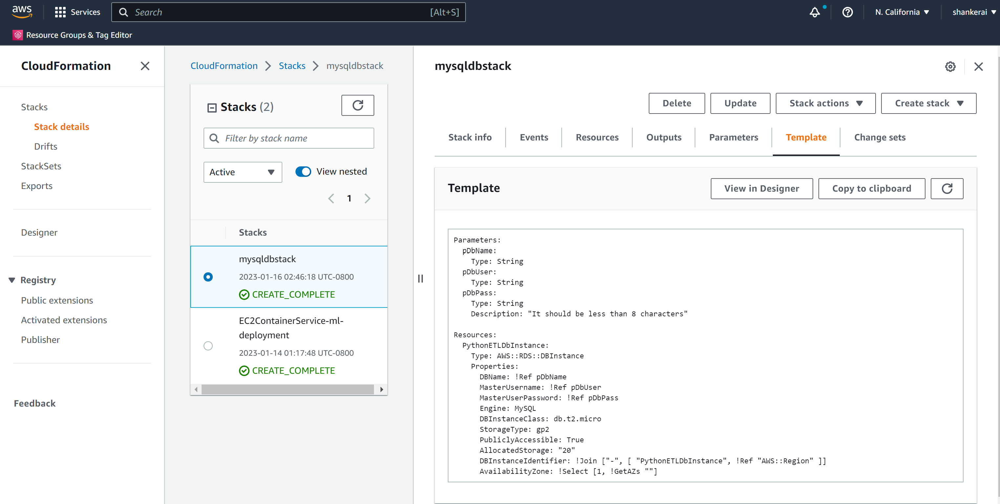 aws
Services
Search
[Alt+S]
N. California
shankerai
Resource Groups & Tag Editor
CloudFormation
Stacks
Stack details
Drifts
StackSets
Exports
Designer
Registry
Public extensions
Activated extensions
Publisher
Feedback
CloudFormation
Stacks
mysqldbstack
Stacks (2)
Filter by stack name
Active
View nested
1
Stacks
mysqldbstack
2023-01-16 02:46:18 UTC-0800
CREATE_COMPLETE
EC2ContainerService-ml-
deployment
2023-01-14 01:17:48 UTC-0800
CREATE_COMPLETE
mysqldbstack
Delete
Update
Stack actions
Create stack
Stack info
Events
Resources
Outputs
Parameters
Template
Change sets
Template
View in Designer
Copy to clipboard
Parameters:
  pDbName:
    Type: String
  pDbUser:
    Type: String
  pDbPass:
    Type: String
    Description: "It should be less than 8 characters"
Resources:
  PythonETLDbInstance:
    Type: AWS::RDS::DBInstance
    Properties:
      DBName: !Ref pDbName
      MasterUsername: !Ref pDbUser
      MasterUserPassword: !Ref pDbPass
      Engine: MySQL
      DBInstanceClass: db.t2.micro
      StorageType: gp2
      PubliclyAccessible: True
      AllocatedStorage: "20"
      DBInstanceIdentifier: !Join ["-", [ "PythonETLDbInstance", !Ref "AWS::Region" ]]
      AvailabilityZone: !Select [1, !GetAZs ""]